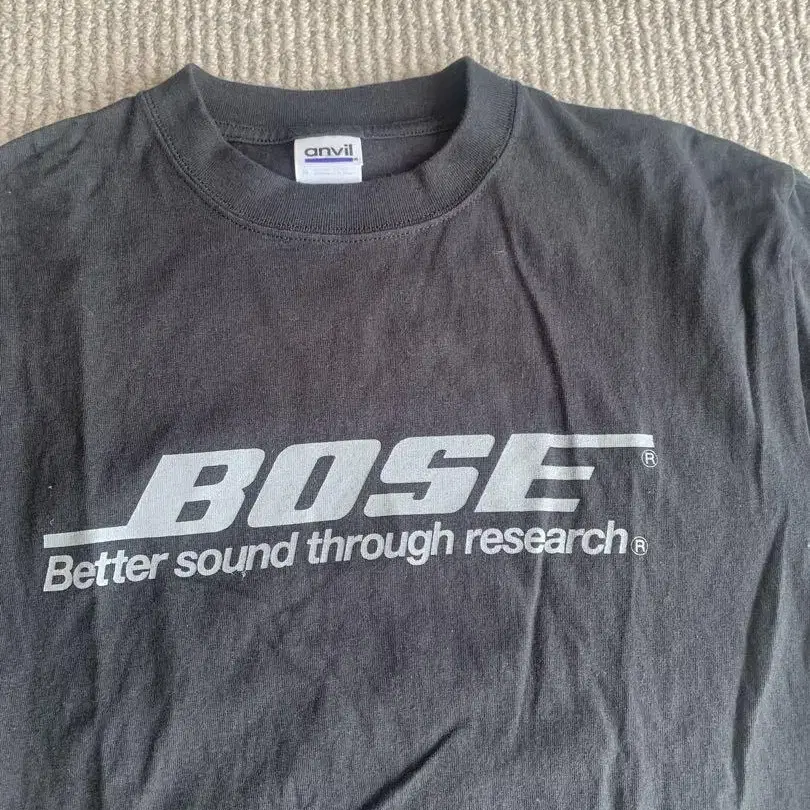 anvil
BOSE®
Better sound through research®